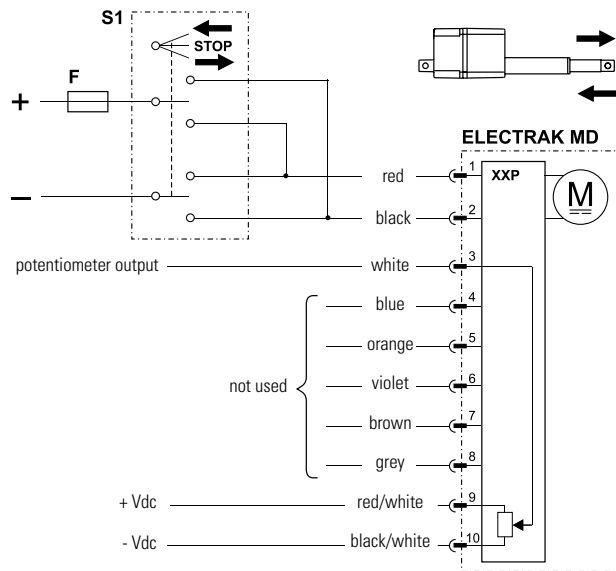 S1
STOP
F
+
–
ELECTRAK MD
XXP
M
red 1
black 2
potentiometer output white 3
blue 4
orange 5
not used violet 6
brown 7
grey 8
+ Vdc red/white 9
- Vdc black/white 10